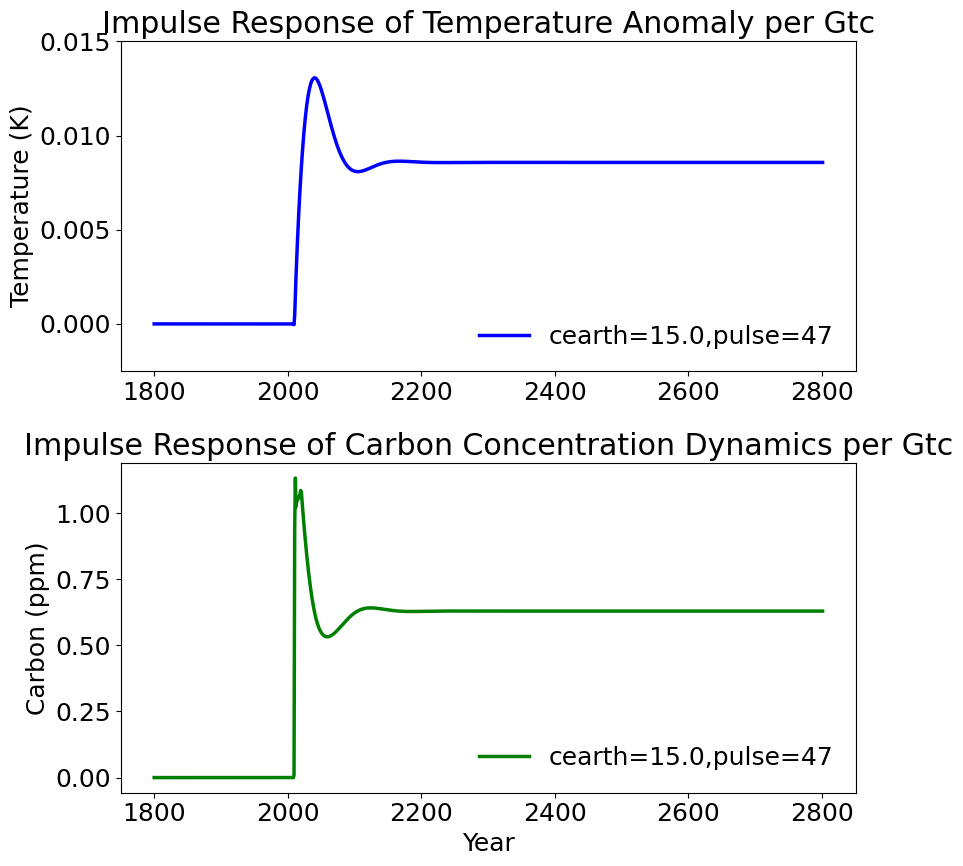 Impulse Response of Temperature Anomaly per Gtc
0.015
0.010
0.005
0.000
Temperature (K)
cearth=15.0,pulse=47
1800 2000 2200 2400 2600 2800
Impulse Response of Carbon Concentration Dynamics per Gtc
1.00
0.75
0.50
0.25
0.00
Carbon (ppm)
cearth=15.0,pulse=47
1800 2000 2200 2400 2600 2800
Year